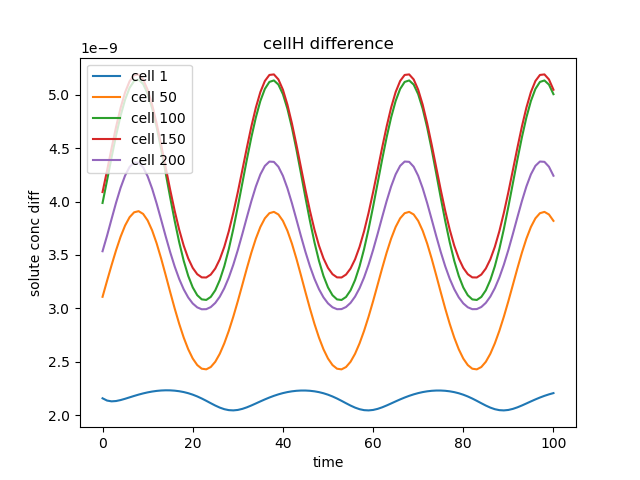 cellH difference
1e−9
cell 1
cell 50
cell 100
cell 150
cell 200
5.0
4.5
4.0
3.5
3.0
2.5
2.0
solute conc diff
0 20 40 60 80 100
time